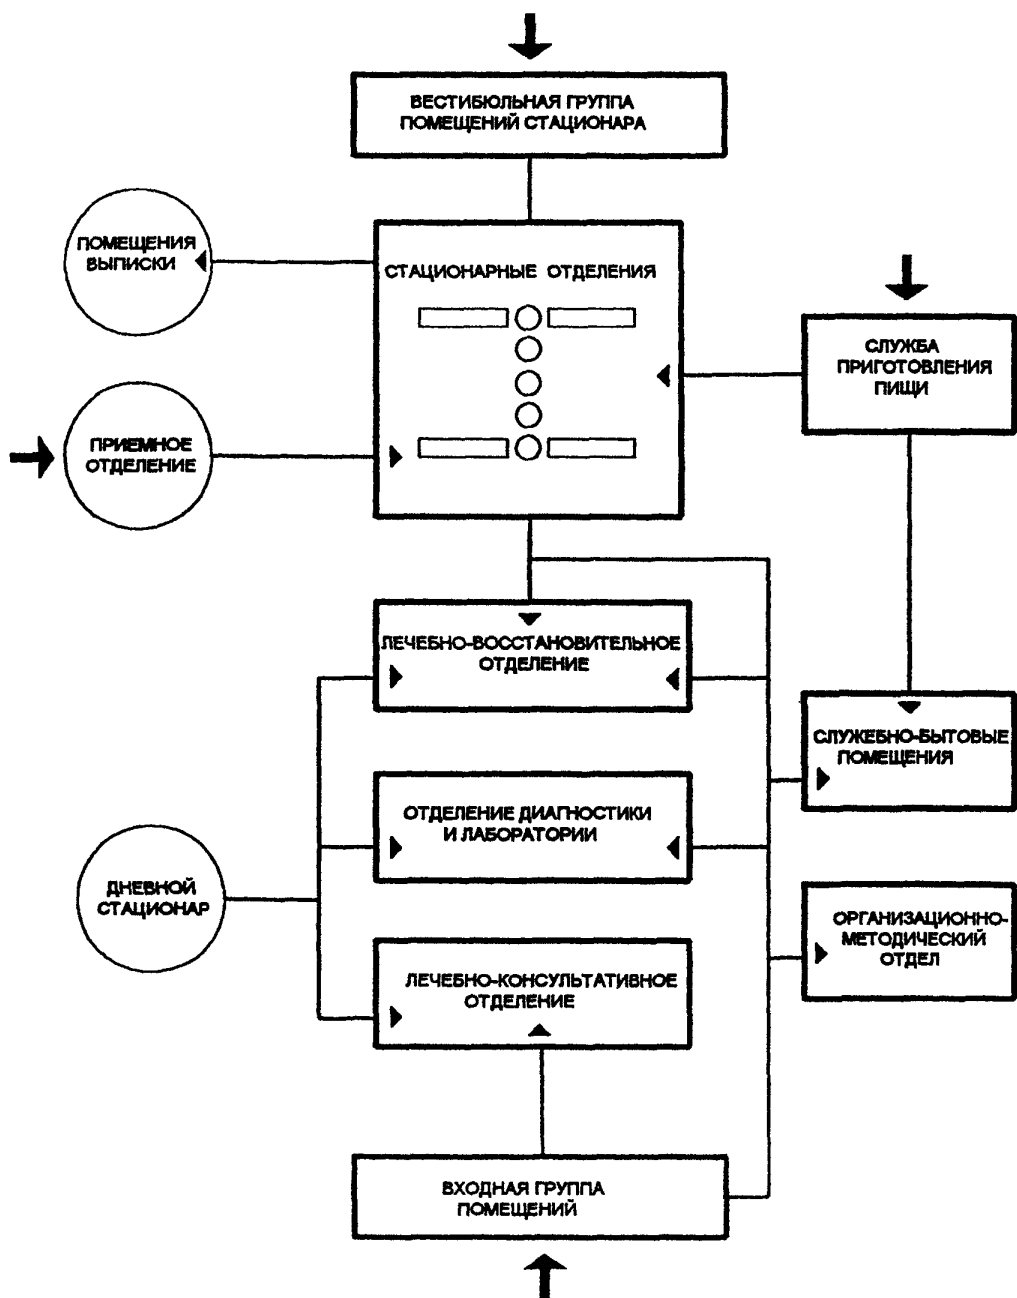 ВЕСТИБЮЛЬНАЯ ГРУППА
ПОМЕЩЕНИЙ СТАЦИОНАРА
ПОМЕЩЕНИЯ
ВЫПИСКИ
СТАЦИОНАРНЫЕ ОТДЕЛЕНИЯ
СЛУЖБА
ПРИГОТОВЛЕНИЯ
ПИЩИ
ПРИЕМНОЕ
ОТДЕЛЕНИЕ
ЛЕЧЕБНО-ВОССТАНОВИТЕЛЬНОЕ
ОТДЕЛЕНИЕ
СЛУЖЕБНО-БЫТОВЫЕ
ПОМЕЩЕНИЯ
ОТДЕЛЕНИЕ ДИАГНОСТИКИ
И ЛАБОРАТОРИИ
ДНЕВНОЙ
СТАЦИОНАР
ОРГАНИЗАЦИОННО-
МЕТОДИЧЕСКИЙ
ОТДЕЛ
ЛЕЧЕБНО-КОНСУЛЬТАТИВНОЕ
ОТДЕЛЕНИЕ
ВХОДНАЯ ГРУППА
ПОМЕЩЕНИЙ